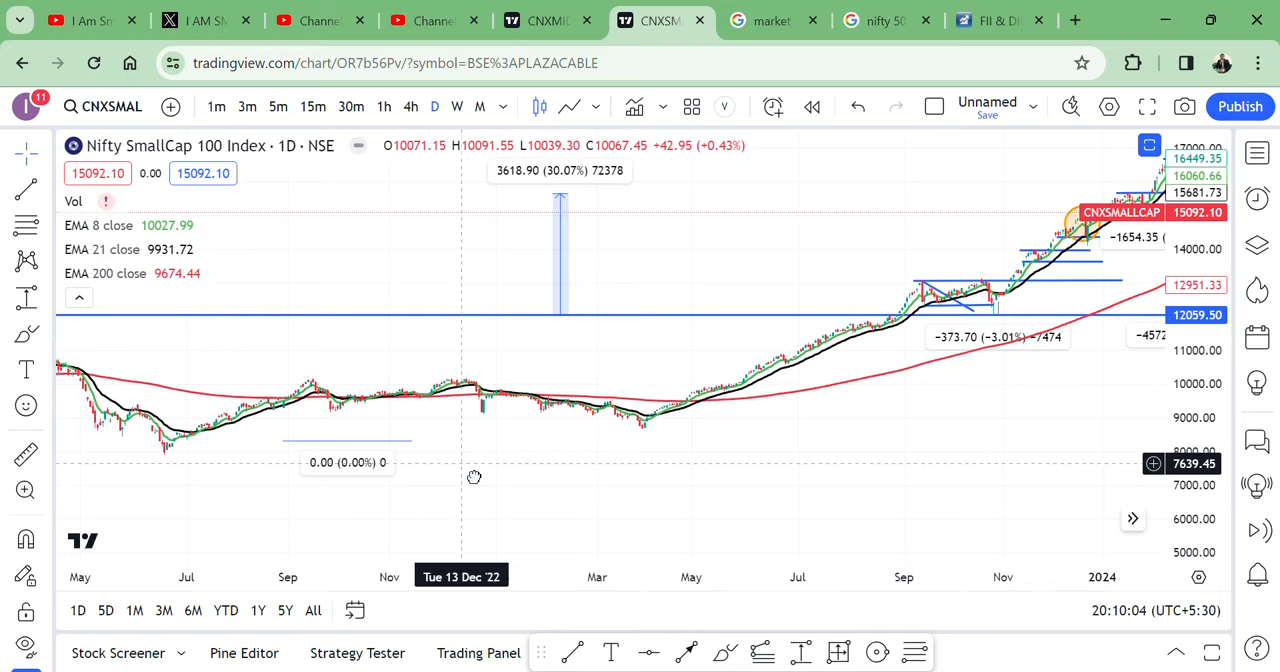 I Am Sm
I AM SM
Channel
Channel
CNXMI
CNXSM
market
nifty 50
FII & DI
tradingview.com/chart/OR7b56Pv/?symbol=BSE%3APLAZACABLE
I 11 CNXSMAL 1m 3m 5m 15m 30m 1h 4h D W M V Unnamed Save Publish
Nifty SmallCap 100 Index · 1D · NSE O10071.15 H10091.55 L10039.30 C10067.45 +42.95 (+0.43%)
15092.10 0.00 15092.10
3618.90 (30.07%) 72378
Vol !
EMA 8 close 10027.99
EMA 21 close 9931.72
EMA 200 close 9674.44
17000.00
16449.35
16060.66
15681.73
CNXSMALLCAP 15092.10
−1654.35 (
14000.00
12951.33
12059.50
−373.70 (−3.01%) −7474
−4572
11000.00
10000.00
9000.00
8000.00
0.00 (0.00%) 0
7639.45
7000.00
6000.00
5000.00
May Jul Sep Nov Tue 13 Dec '22 Mar May Jul Sep Nov 2024
1D 5D 1M 3M 6M YTD 1Y 5Y All 20:10:04 (UTC+5:30)
Stock Screener Pine Editor Strategy Tester Trading Panel